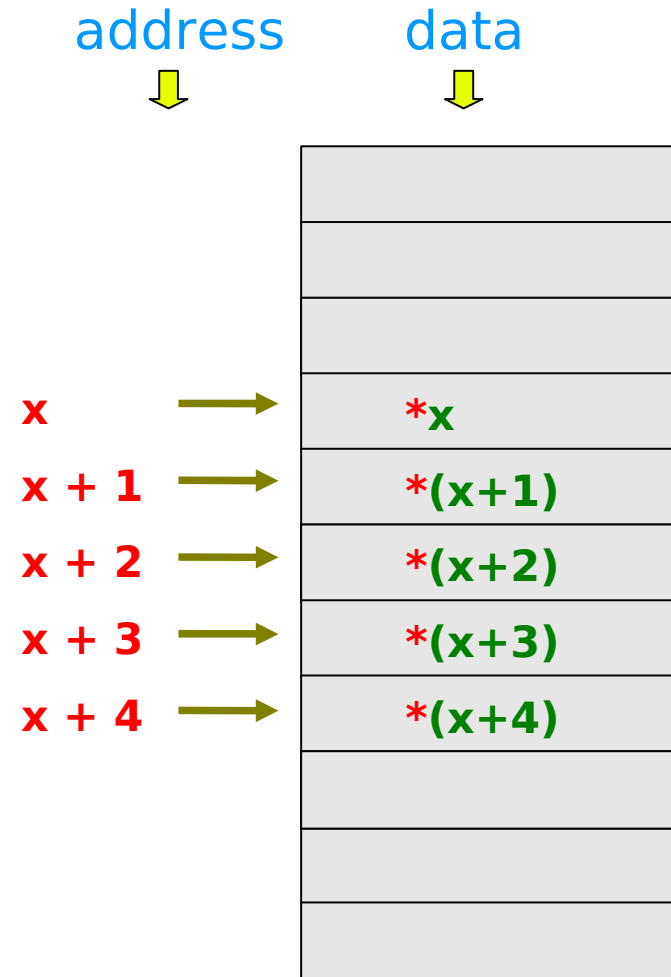 address data
x *x
x + 1 *(x+1)
x + 2 *(x+2)
x + 3 *(x+3)
x + 4 *(x+4)